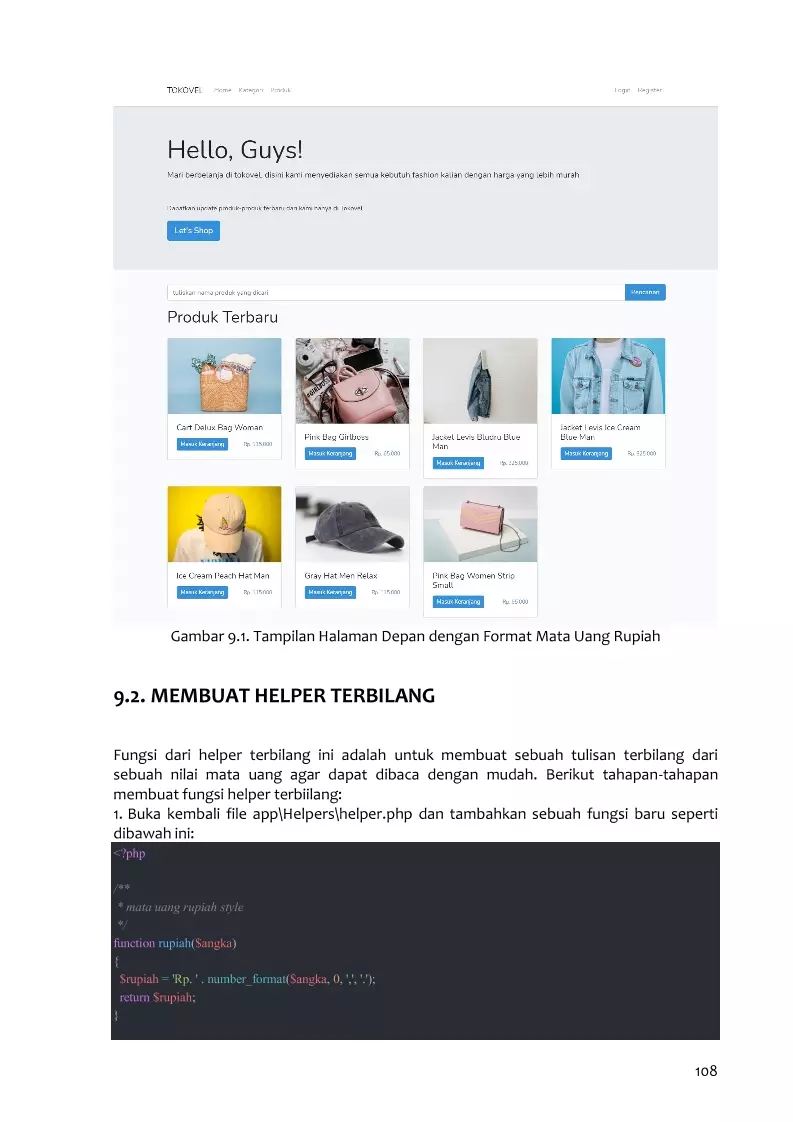 TOKOVEL Home Kategori Produk Login Register
Hello, Guys!
Mari berbelanja di tokovel, disini kami menyediakan semua kebutuh fashion kalian dengan harga yang lebih murah
Dapatkan update produk-produk terbaru dari kami hanya di Tokovel
Let's Shop
tuliskan nama produk yang dicari Pencarian
Produk Terbaru
Cart Delux Bag Woman
Masuk Keranjang Rp. 115.000
Pink Bag Girlboss
Masuk Keranjang Rp. 65.000
Jacket Levis Bludru Blue
Man
Masuk Keranjang Rp. 325.000
Jacket Levis Ice Cream
Blue Man
Masuk Keranjang Rp. 325.000
Ice Cream Peach Hat Man
Masuk Keranjang Rp. 115.000
Gray Hat Men Relax
Masuk Keranjang Rp. 115.000
Pink Bag Women Strip
Small
Masuk Keranjang Rp. 65.000
Gambar 9.1. Tampilan Halaman Depan dengan Format Mata Uang Rupiah
9.2. MEMBUAT HELPER TERBILANG
Fungsi dari helper terbilang ini adalah untuk membuat sebuah tulisan terbilang dari
sebuah nilai mata uang agar dapat dibaca dengan mudah. Berikut tahapan-tahapan
membuat fungsi helper terbiilang:
1. Buka kembali file app\Helpers\helper.php dan tambahkan sebuah fungsi baru seperti
dibawah ini:
<?php
/**
* mata uang rupiah style
*/
function rupiah($angka)
{
$rupiah = 'Rp. ' . number_format($angka, 0, ',', '.');
return $rupiah;
}
108